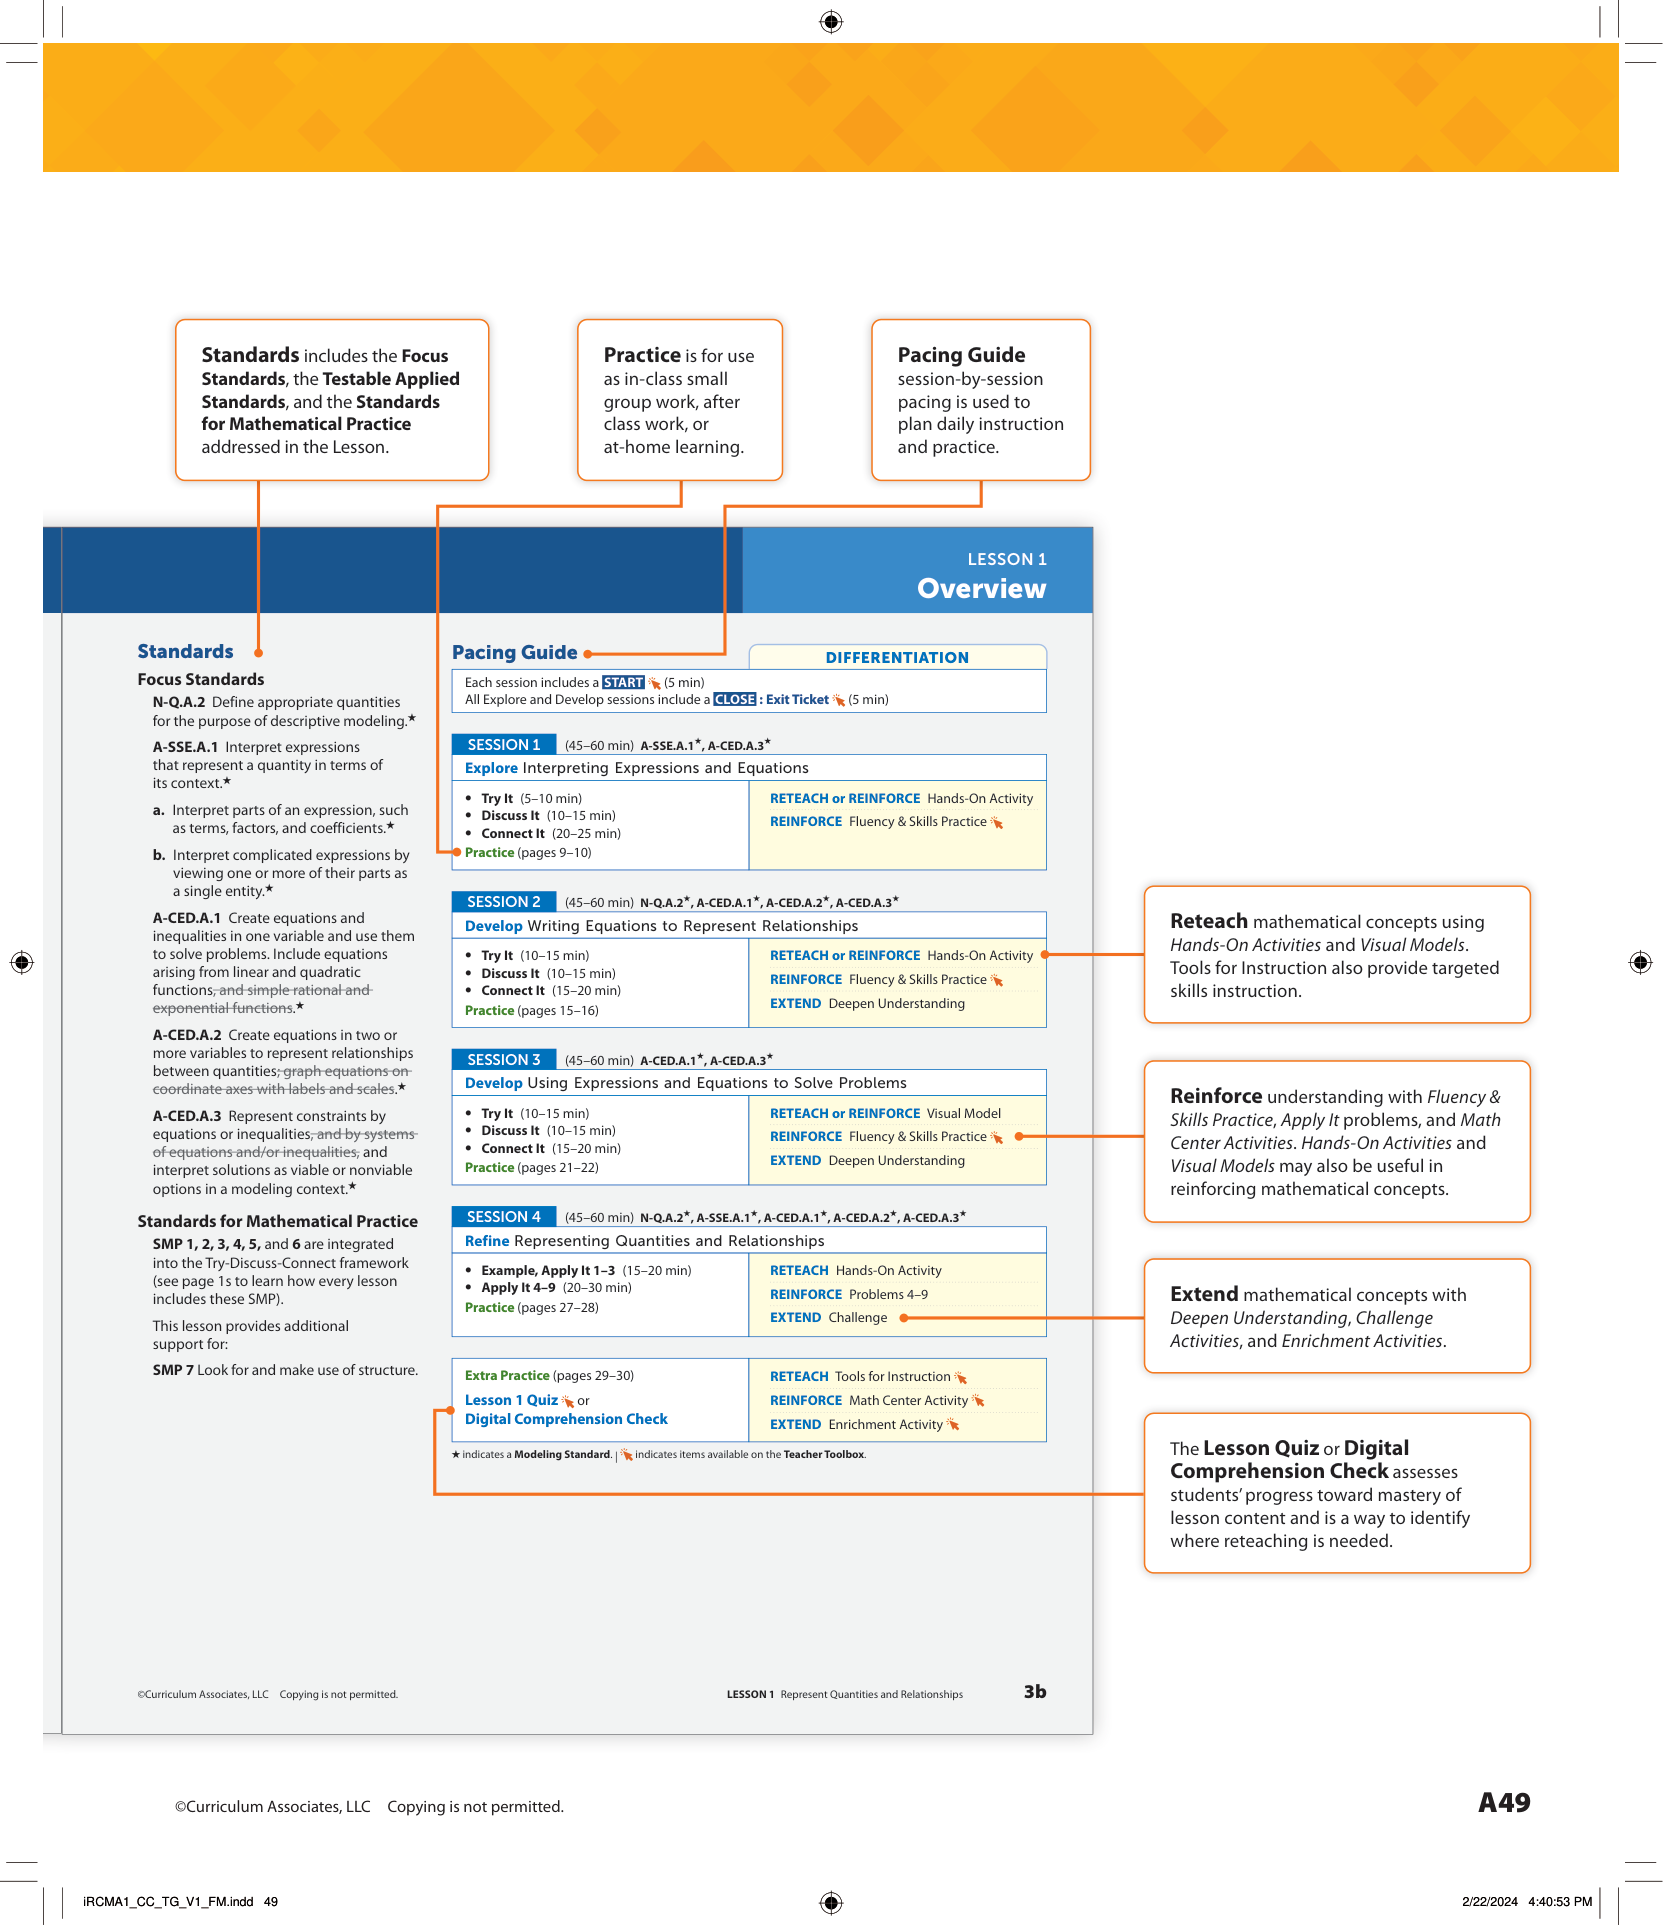 Standards includes the Focus
Standards, the Testable Applied
Standards, and the Standards
for Mathematical Practice
addressed in the Lesson.
Practice is for use
as in-class small
group work, after
class work, or
at-home learning.
Pacing Guide
session-by-session
pacing is used to
plan daily instruction
and practice.
LESSON 1
Overview
Standards
Focus Standards
N-Q.A.2 Define appropriate quantities
for the purpose of descriptive modeling.★
A-SSE.A.1 Interpret expressions
that represent a quantity in terms of
its context.★
a. Interpret parts of an expression, such
as terms, factors, and coefficients.★
b. Interpret complicated expressions by
viewing one or more of their parts as
a single entity.★
A-CED.A.1 Create equations and
inequalities in one variable and use them
to solve problems. Include equations
arising from linear and quadratic
functions, and simple rational and
exponential functions.★
A-CED.A.2 Create equations in two or
more variables to represent relationships
between quantities; graph equations on
coordinate axes with labels and scales.★
A-CED.A.3 Represent constraints by
equations or inequalities, and by systems
of equations and/or inequalities, and
interpret solutions as viable or nonviable
options in a modeling context.★
Standards for Mathematical Practice
SMP 1, 2, 3, 4, 5, and 6 are integrated
into the Try-Discuss-Connect framework
(see page 1s to learn how every lesson
includes these SMP).
This lesson provides additional
support for:
SMP 7 Look for and make use of structure.
Pacing Guide
DIFFERENTIATION
Each session includes a START (5 min)
All Explore and Develop sessions include a CLOSE : Exit Ticket (5 min)
SESSION 1 (45–60 min) A-SSE.A.1★, A-CED.A.3★
Explore Interpreting Expressions and Equations
• Try It (5–10 min)
• Discuss It (10–15 min)
• Connect It (20–25 min)
Practice (pages 9–10)
RETEACH or REINFORCE Hands-On Activity
REINFORCE Fluency & Skills Practice
SESSION 2 (45–60 min) N-Q.A.2★, A-CED.A.1★, A-CED.A.2★, A-CED.A.3★
Develop Writing Equations to Represent Relationships
• Try It (10–15 min)
• Discuss It (10–15 min)
• Connect It (15–20 min)
Practice (pages 15–16)
RETEACH or REINFORCE Hands-On Activity
REINFORCE Fluency & Skills Practice
EXTEND Deepen Understanding
SESSION 3 (45–60 min) A-CED.A.1★, A-CED.A.3★
Develop Using Expressions and Equations to Solve Problems
• Try It (10–15 min)
• Discuss It (10–15 min)
• Connect It (15–20 min)
Practice (pages 21–22)
RETEACH or REINFORCE Visual Model
REINFORCE Fluency & Skills Practice
EXTEND Deepen Understanding
SESSION 4 (45–60 min) N-Q.A.2★, A-SSE.A.1★, A-CED.A.1★, A-CED.A.2★, A-CED.A.3★
Refine Representing Quantities and Relationships
• Example, Apply It 1–3 (15–20 min)
• Apply It 4–9 (20–30 min)
Practice (pages 27–28)
RETEACH Hands-On Activity
REINFORCE Problems 4–9
EXTEND Challenge
Extra Practice (pages 29–30)
Lesson 1 Quiz or
Digital Comprehension Check
RETEACH Tools for Instruction
REINFORCE Math Center Activity
EXTEND Enrichment Activity
★ indicates a Modeling Standard. | indicates items available on the Teacher Toolbox.
Reteach mathematical concepts using
Hands-On Activities and Visual Models.
Tools for Instruction also provide targeted
skills instruction.
Reinforce understanding with Fluency &
Skills Practice, Apply It problems, and Math
Center Activities. Hands-On Activities and
Visual Models may also be useful in
reinforcing mathematical concepts.
Extend mathematical concepts with
Deepen Understanding, Challenge
Activities, and Enrichment Activities.
The Lesson Quiz or Digital
Comprehension Check assesses
students’ progress toward mastery of
lesson content and is a way to identify
where reteaching is needed.
©Curriculum Associates, LLC Copying is not permitted.
LESSON 1 Represent Quantities and Relationships 3b
©Curriculum Associates, LLC Copying is not permitted.
A49
iRCMA1_CC_TG_V1_FM.indd 49
2/22/2024 4:40:53 PM